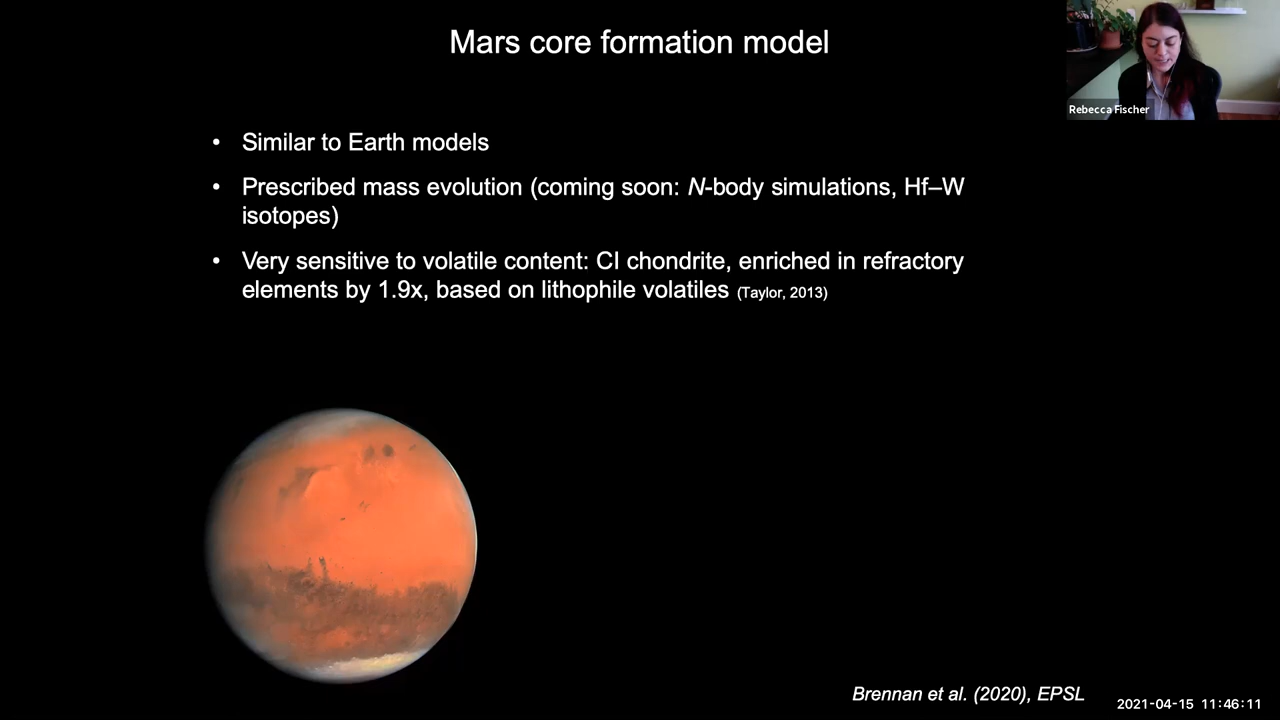 Mars core formation model
Rebecca Fischer
• Similar to Earth models
• Prescribed mass evolution (coming soon: N-body simulations, Hf–W
isotopes)
• Very sensitive to volatile content: CI chondrite, enriched in refractory
elements by 1.9x, based on lithophile volatiles (Taylor, 2013)
Brennan et al. (2020), EPSL
2021-04-15 11:46:11